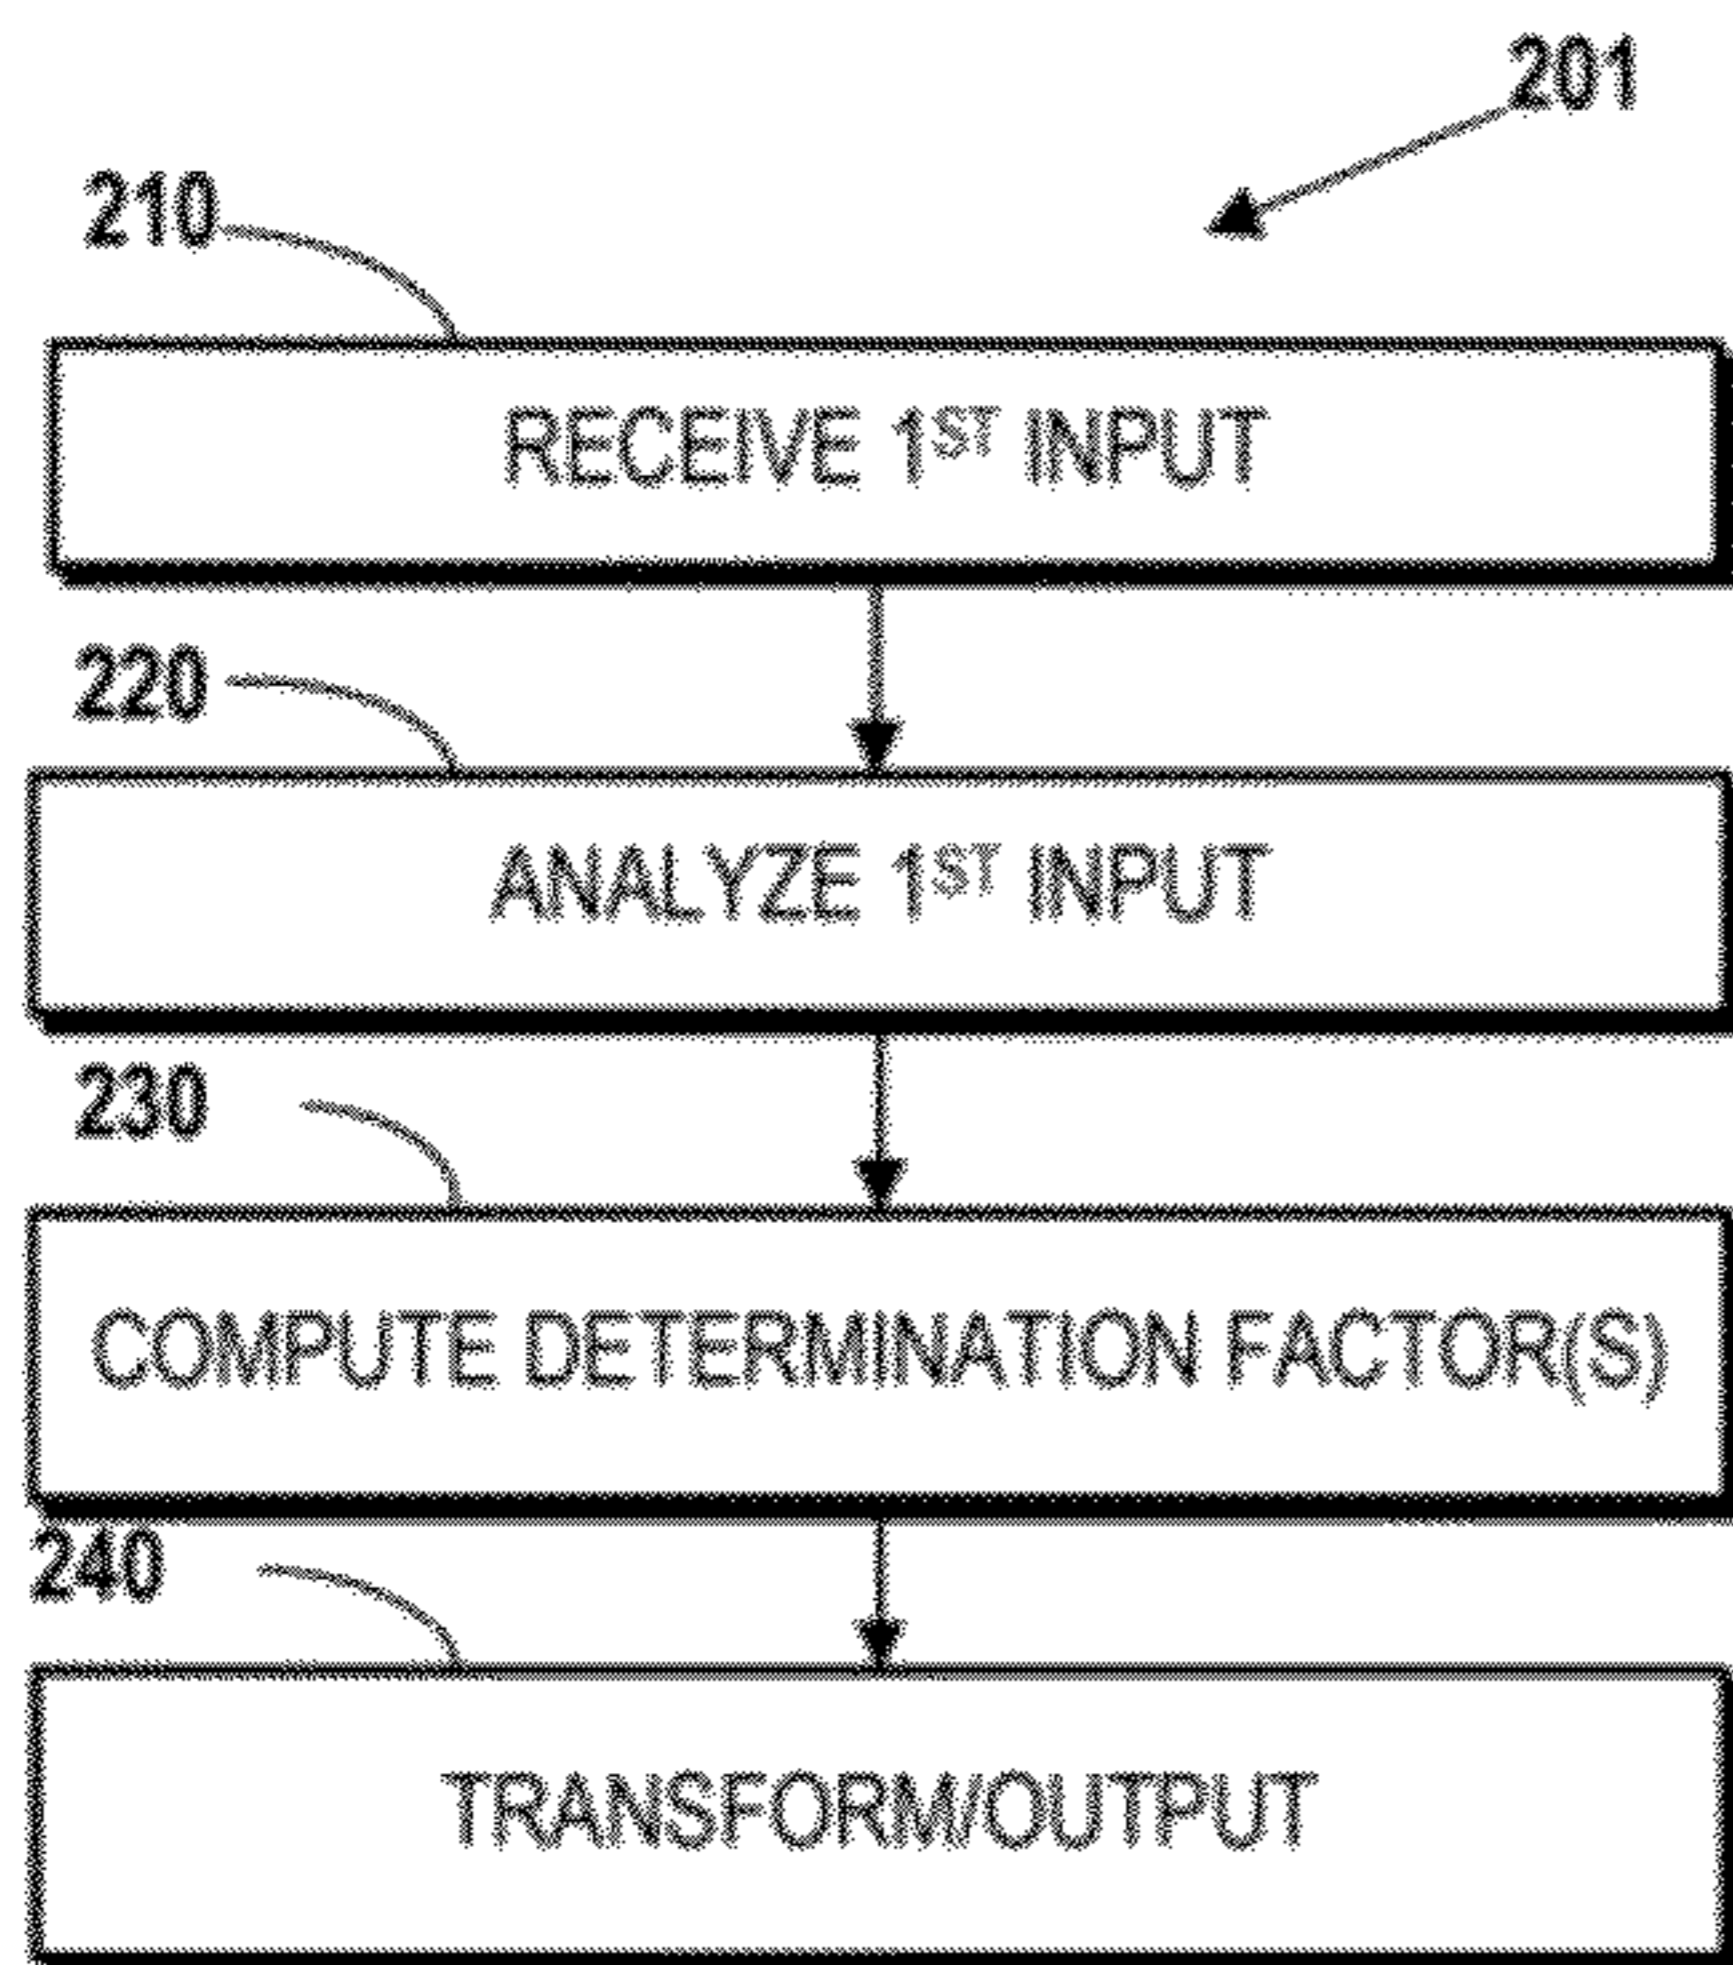 201
210
RECEIVE 1ST INPUT
220
ANALYZE 1ST INPUT
230
COMPUTE DETERMINATION FACTOR(S)
240
TRANSFORM/OUTPUT